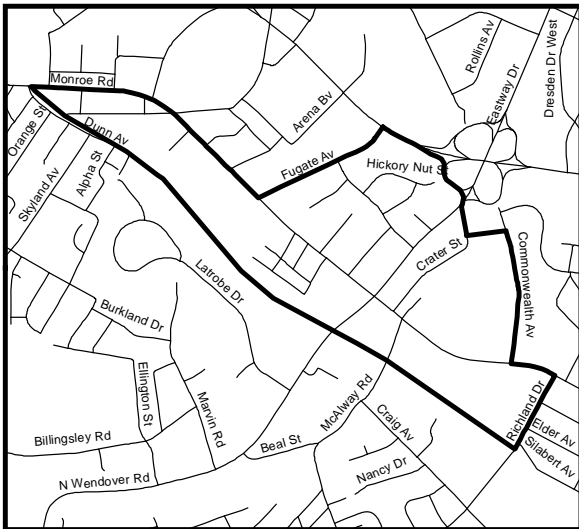 Monroe Rd
Rollins Av
Dresden Dr West
Eastway Dr
Arena Bv
Orange St
Dunn Av
Fugate Av
Hickory Nut St
Skyland Av
Alpha St
Crater St
Commonwealth Av
Latrobe Dr
Burkland Dr
Ellington St
Marvin Rd
McAlway Rd
Richland Dr
Craig Av
Elder Av
Silabert Av
Billingsley Rd
Beal St
Nancy Dr
N Wendover Rd